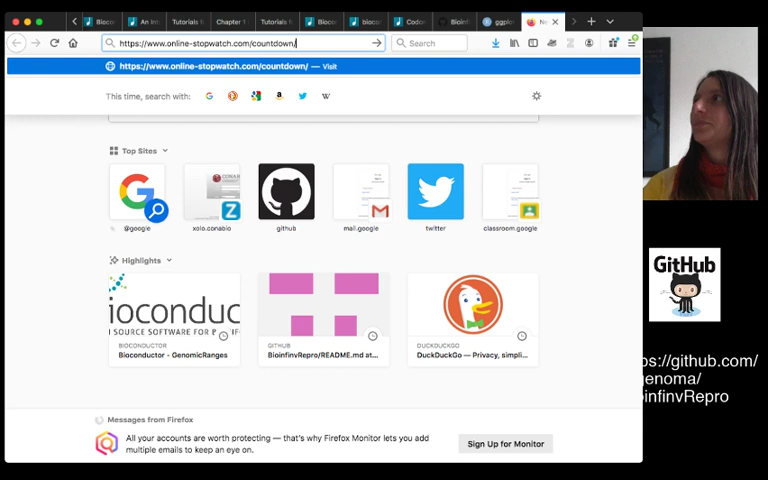 Bioco
An Int
Tutorials f
Chapter 1
Tutorials f
Bioco
biocor
Codon
Bioinf
ggplo
Ne
https://www.online-stopwatch.com/countdown/
Search
https://www.online-stopwatch.com/countdown/ — Visit
This time, search with:
Top Sites
@google
xolo.conabio
github
mail.google
twitter
classroom.google
Highlights
ioconduc
N SOURCE SOFTWARE FOR
BIOCONDUCTOR
Bioconductor - GenomicRanges
GITHUB
BioinfinvRepro/README.md at...
DUCKDUCKGO
DuckDuckGo — Privacy, simpli...
Messages from Firefox
All your accounts are worth protecting — that's why Firefox Monitor lets you
add multiple emails to keep an eye on.
Sign Up for Monitor
GitHub
ps://github.com/
genoma/
oinfinvRepro